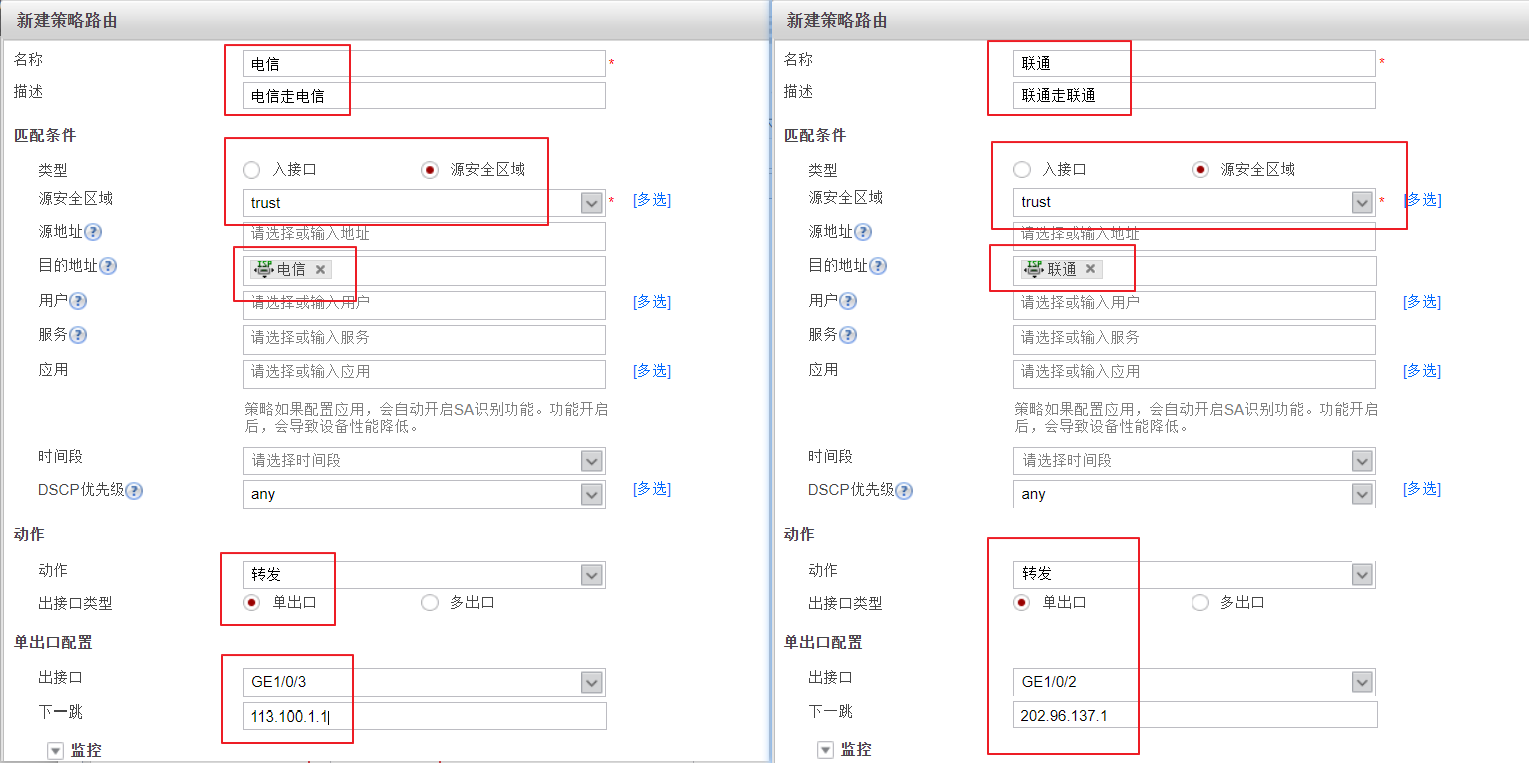 新建策略路由
名称 电信 *
描述 电信走电信
匹配条件
类型 入接口 源安全区域
源安全区域 trust * [多选]
源地址 ? 请选择或输入地址
目的地址 ? ISP 电信 ×
用户 ? 请选择或输入用户 [多选]
服务 ? 请选择或输入服务
应用 请选择或输入应用 [多选]
策略如果配置应用，会自动开启SA识别功能。功能开启
后，会导致设备性能降低。
时间段 请选择时间段
DSCP优先级 ? any [多选]
动作
动作 转发
出接口类型 单出口 多出口
单出口配置
出接口 GE1/0/3
下一跳 113.100.1.1
监控
新建策略路由
名称 联通 *
描述 联通走联通
匹配条件
类型 入接口 源安全区域
源安全区域 trust * [多选]
源地址 ? 请选择或输入地址
目的地址 ? ISP 联通 ×
用户 ? 请选择或输入用户 [多选]
服务 ? 请选择或输入服务
应用 请选择或输入应用 [多选]
策略如果配置应用，会自动开启SA识别功能。功能开启
后，会导致设备性能降低。
时间段 请选择时间段
DSCP优先级 ? any [多选]
动作
动作 转发
出接口类型 单出口 多出口
单出口配置
出接口 GE1/0/2
下一跳 202.96.137.1
监控